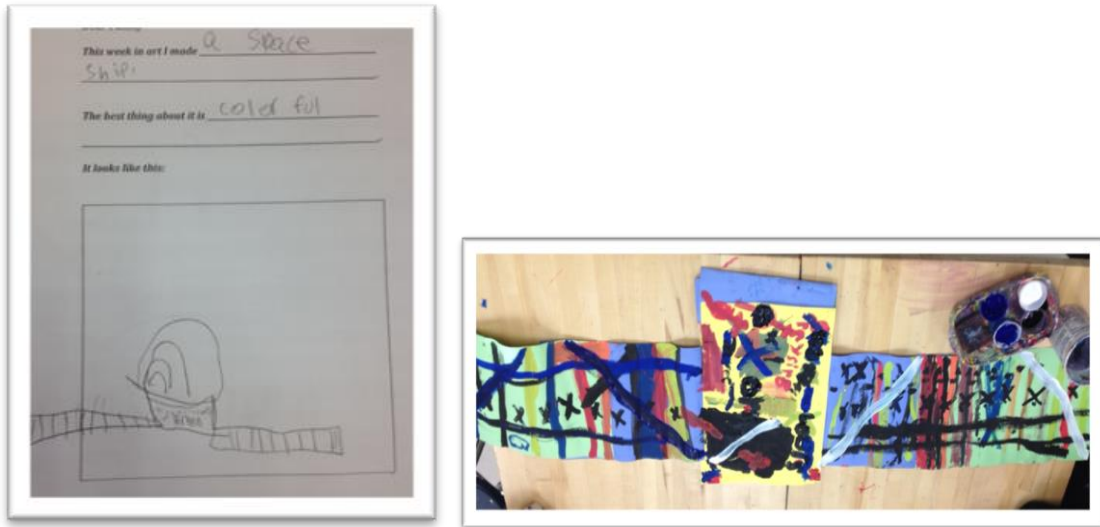 This week in art I made a Space
Ship.
The best thing about it is color ful
It looks like this: